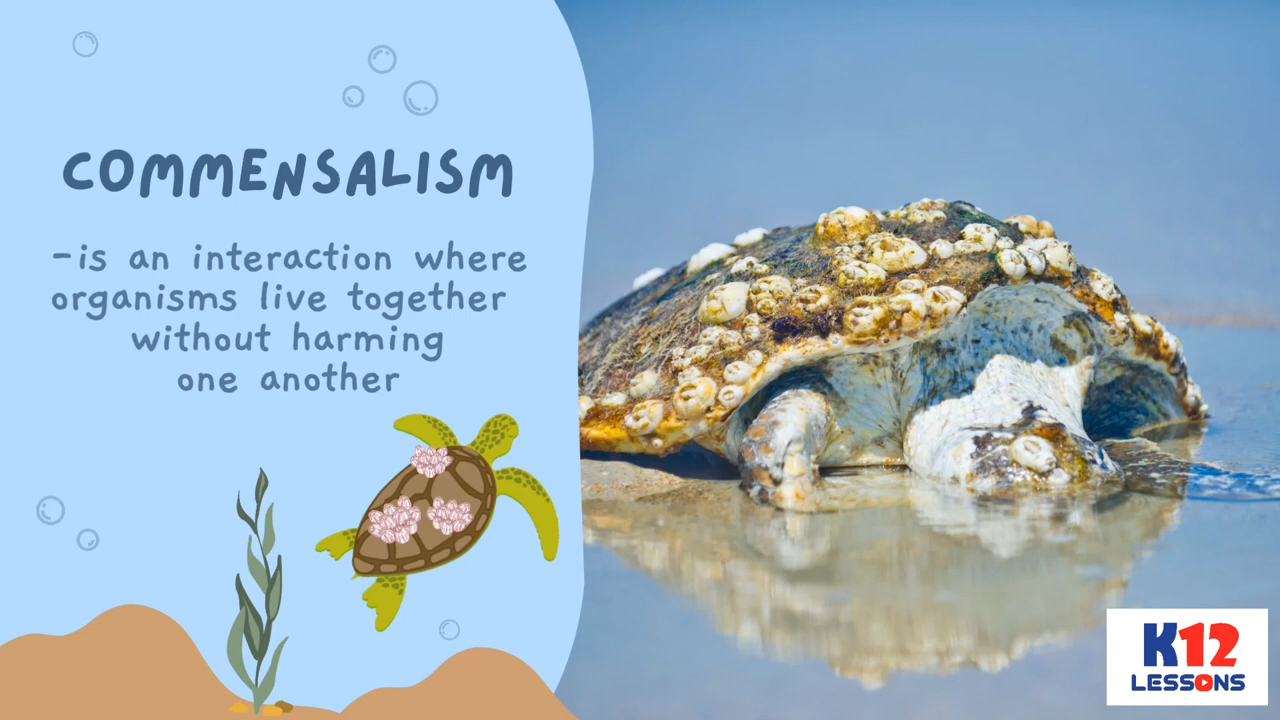 COMMENSALISM
-is an interaction where
organisms live together
without harming
one another
K12
LESSONS